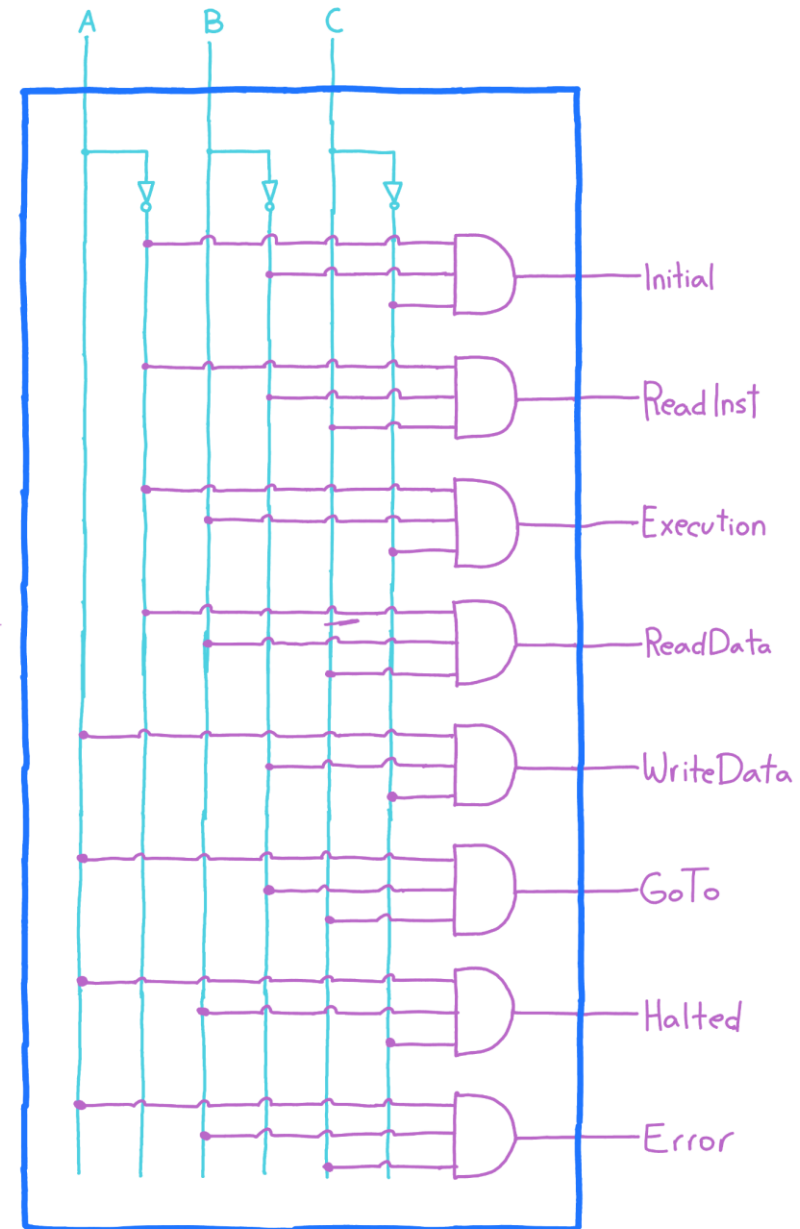 A B C
Initial
ReadInst
Execution
ReadData
WriteData
GoTo
Halted
Error